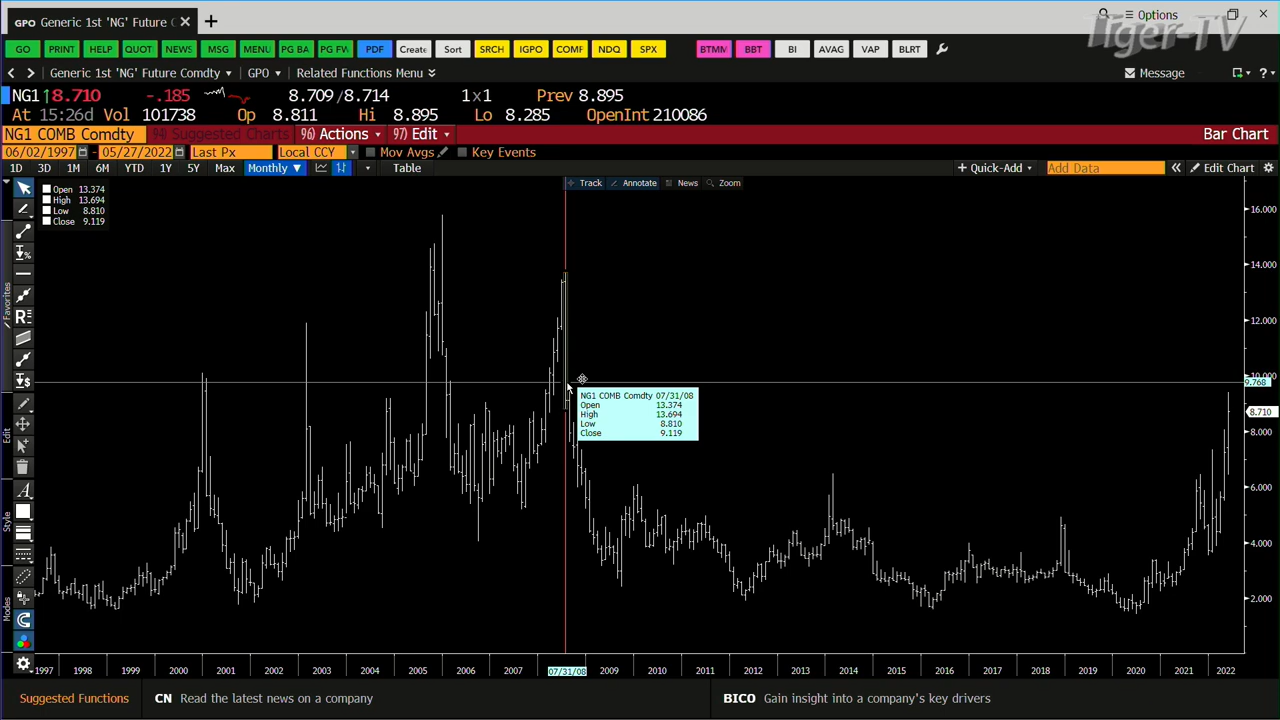 GPO Generic 1st 'NG' Future C
Options
Tiger-TV
GO PRINT HELP QUOT NEWS MSG MENU PG BA PG FW PDF Create Sort SRCH IGPO COMF NDQ SPX BTMM BBT BI AVAG VAP BLRT
Generic 1st 'NG' Future Comdty GPO Related Functions Menu Message ?
NG1 ↑8.710 -.185 8.709/8.714 1x1 Prev 8.895
At 15:26d Vol 101738 Op 8.811 Hi 8.895 Lo 8.285 OpenInt 210086
NG1 COMB Comdty 94) Suggested Charts 96) Actions 97) Edit Bar Chart
06/02/1997 - 05/27/2022 Last Px Local CCY Mov Avgs Key Events
1D 3D 1M 6M YTD 1Y 5Y Max Monthly ▼ Table + Quick-Add Add Data « Edit Chart
Track Annotate News Zoom
Open 13.374
High 13.694
Low 8.810
Close 9.119
16.000
14.000
12.000
10.000
9.768
8.710
8.000
6.000
4.000
2.000
NG1 COMB Comdty 07/31/08
Open 13.374
High 13.694
Low 8.810
Close 9.119
Favorites
Edit
Style
Modes
1997 1998 1999 2000 2001 2002 2003 2004 2005 2006 2007 07/31/08 2009 2010 2011 2012 2013 2014 2015 2016 2017 2018 2019 2020 2021 2022
Suggested Functions CN Read the latest news on a company BICO Gain insight into a company's key drivers